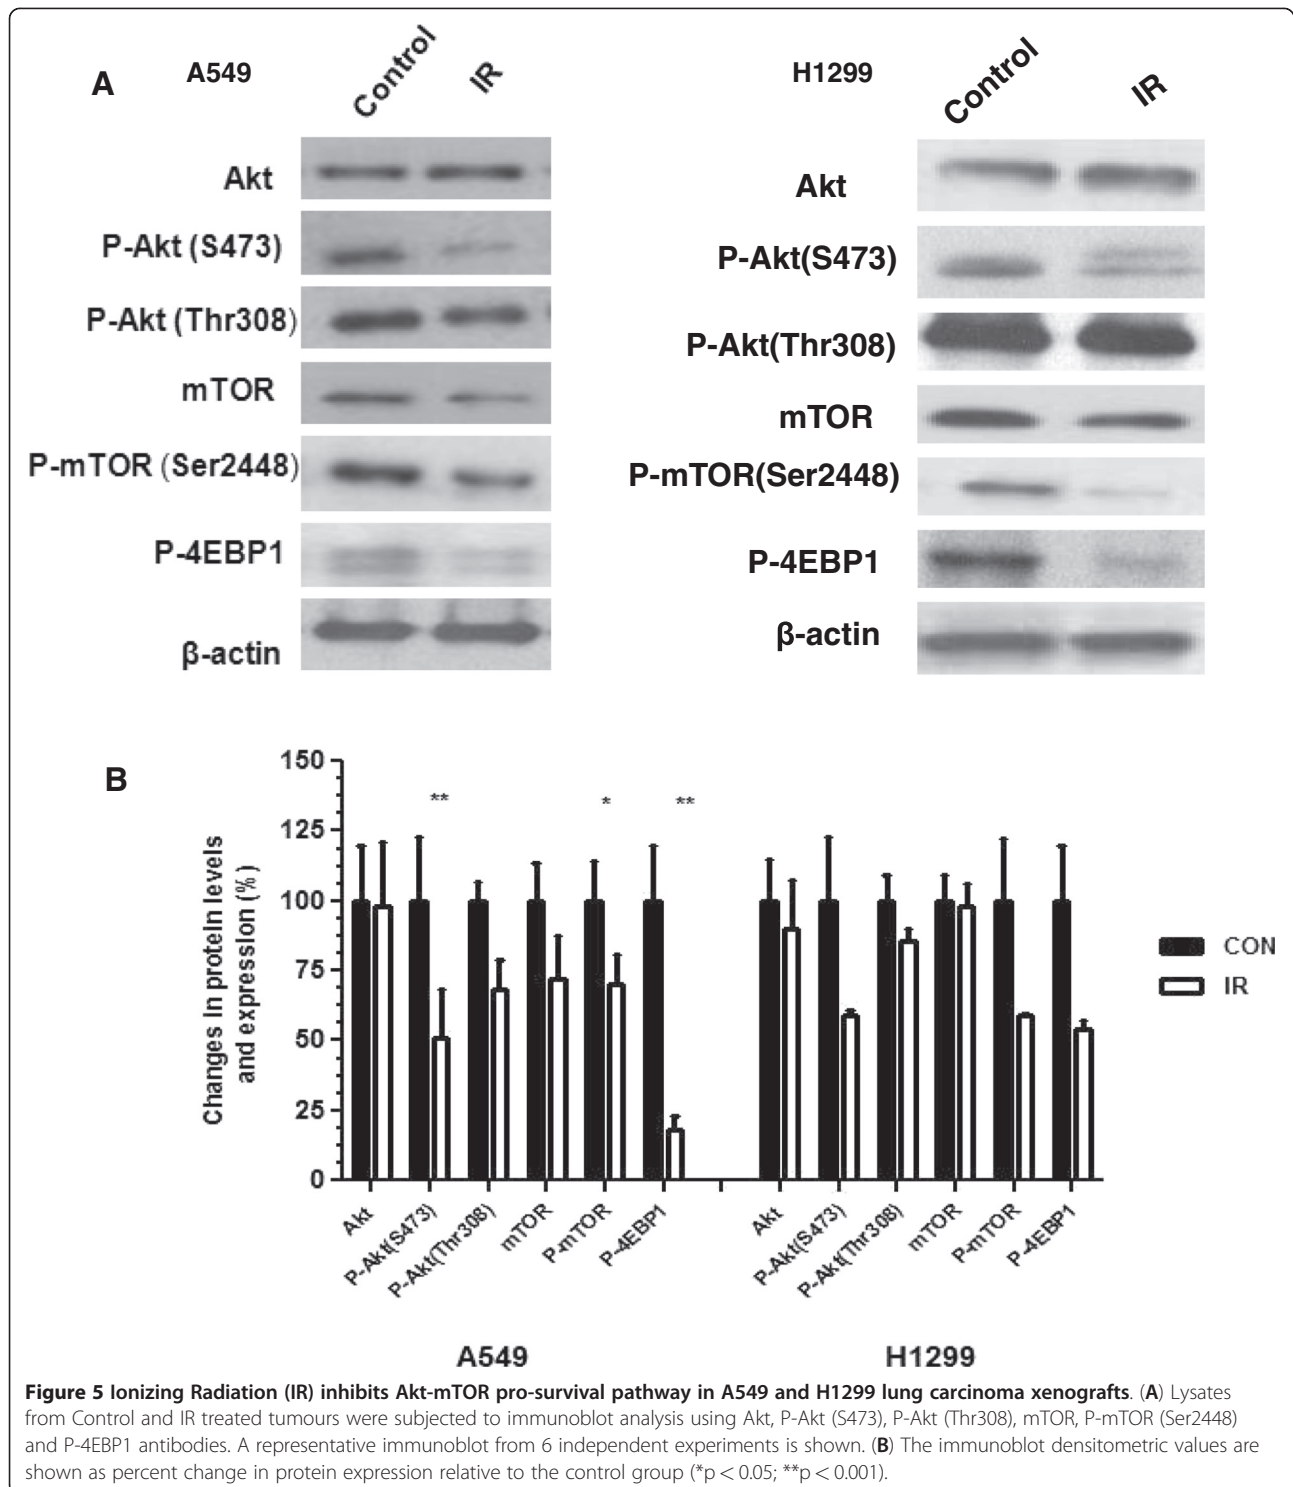 A
A549
Control
IR
Akt
P-Akt (S473)
P-Akt (Thr308)
mTOR
P-mTOR (Ser2448)
P-4EBP1
β-actin
H1299
Control
IR
Akt
P-Akt(S473)
P-Akt(Thr308)
mTOR
P-mTOR(Ser2448)
P-4EBP1
β-actin
B
Changes in protein levels
and expression (%)
150
125
100
75
50
25
0
**
*
**
CON
IR
Akt
P-Akt(S473)
P-Akt(Thr308)
mTOR
P-mTOR
P-4EBP1
Akt
P-Akt(S473)
P-Akt(Thr308)
mTOR
P-mTOR
P-4EBP1
A549
H1299
Figure 5 Ionizing Radiation (IR) inhibits Akt-mTOR pro-survival pathway in A549 and H1299 lung carcinoma xenografts. (A) Lysates
from Control and IR treated tumours were subjected to immunoblot analysis using Akt, P-Akt (S473), P-Akt (Thr308), mTOR, P-mTOR (Ser2448)
and P-4EBP1 antibodies. A representative immunoblot from 6 independent experiments is shown. (B) The immunoblot densitometric values are
shown as percent change in protein expression relative to the control group (*p < 0.05; **p < 0.001).